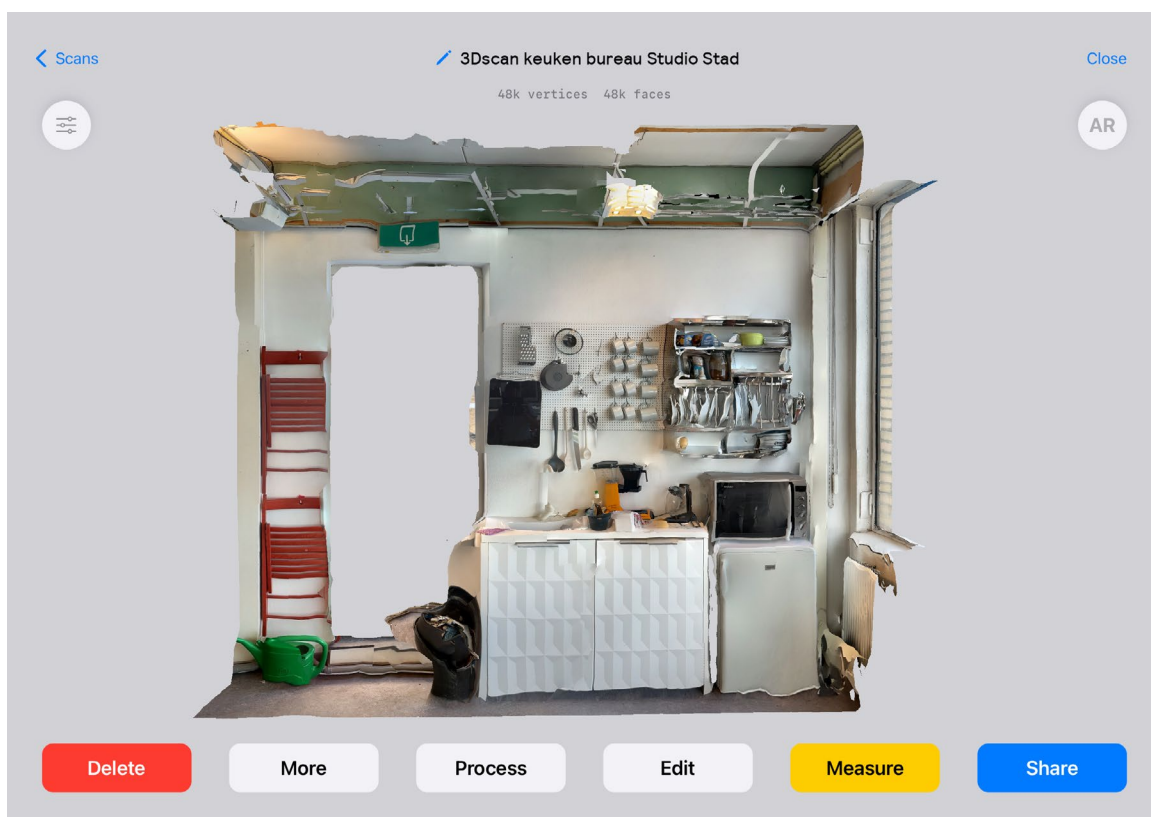 Scans
3Dscan keuken bureau Studio Stad
Close
48k vertices 48k faces
AR
Delete
More
Process
Edit
Measure
Share